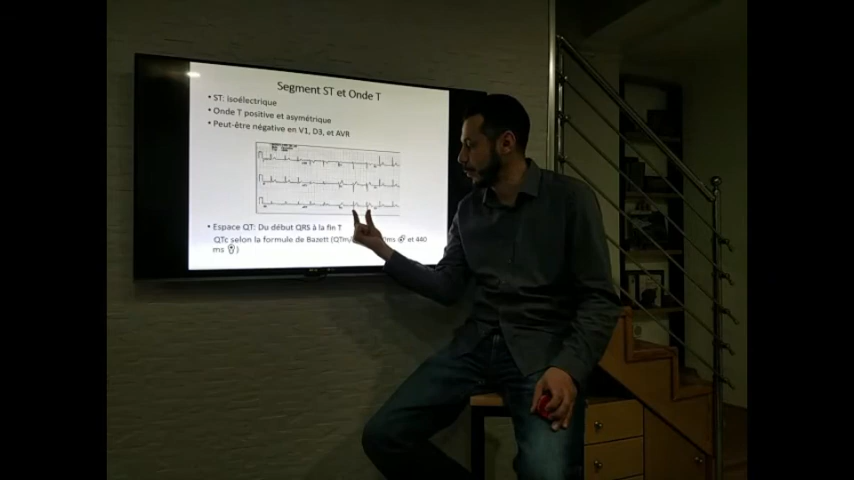 Segment ST et Onde T
• ST: isoélectrique
• Onde T positive et asymétrique
• Peut-être négative en V1, D3, et AVR
• Espace QT: Du début QRS à la fin T
QTc selon la formule de Bazett (QTm/ et 440
ms )